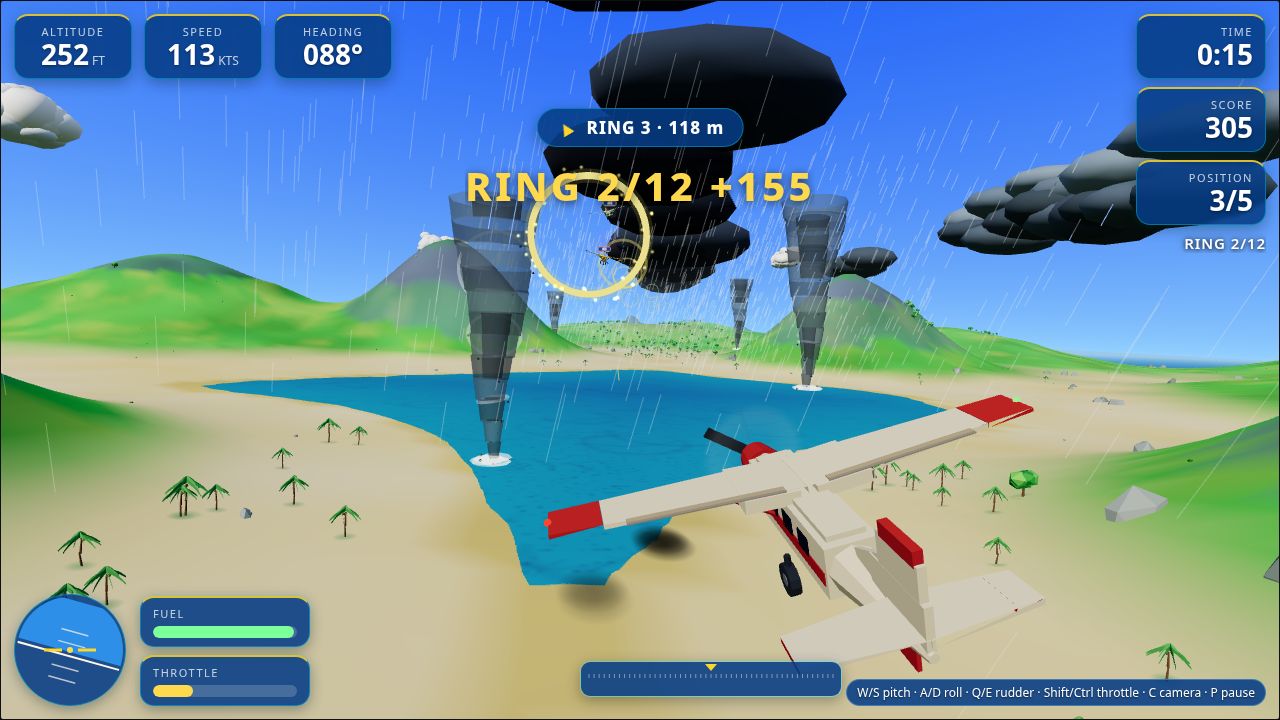 ALTITUDE
252 FT
SPEED
113 KTS
HEADING
088°
TIME
0:15
SCORE
305
POSITION
3/5
RING 2/12
RING 3 · 118 m
RING 2/12 +155
FUEL
THROTTLE
W/S pitch · A/D roll · Q/E rudder · Shift/Ctrl throttle · C camera · P pause